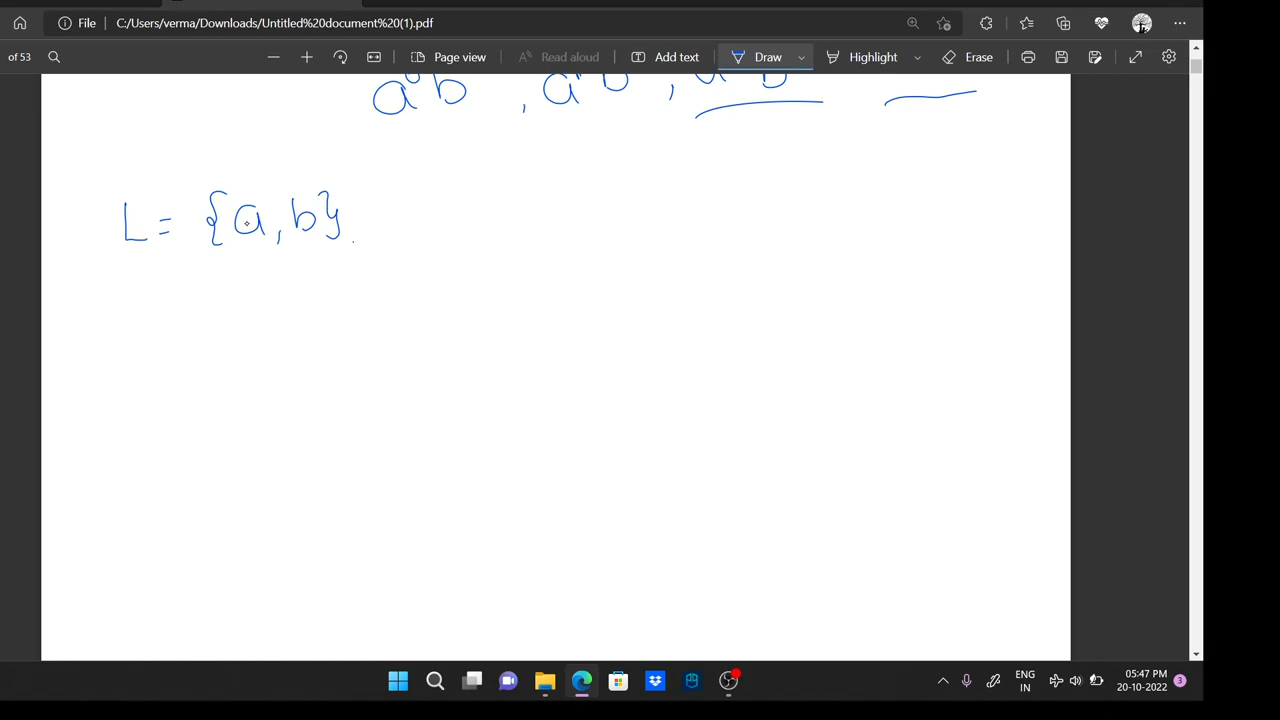 File C:/Users/verma/Downloads/Untitled%20document%20(1).pdf
of 53 Page view Read aloud Add text Draw Highlight Erase
a b , a b ,
L = {a, b}.
ENG
IN
05:47 PM
20-10-2022
3